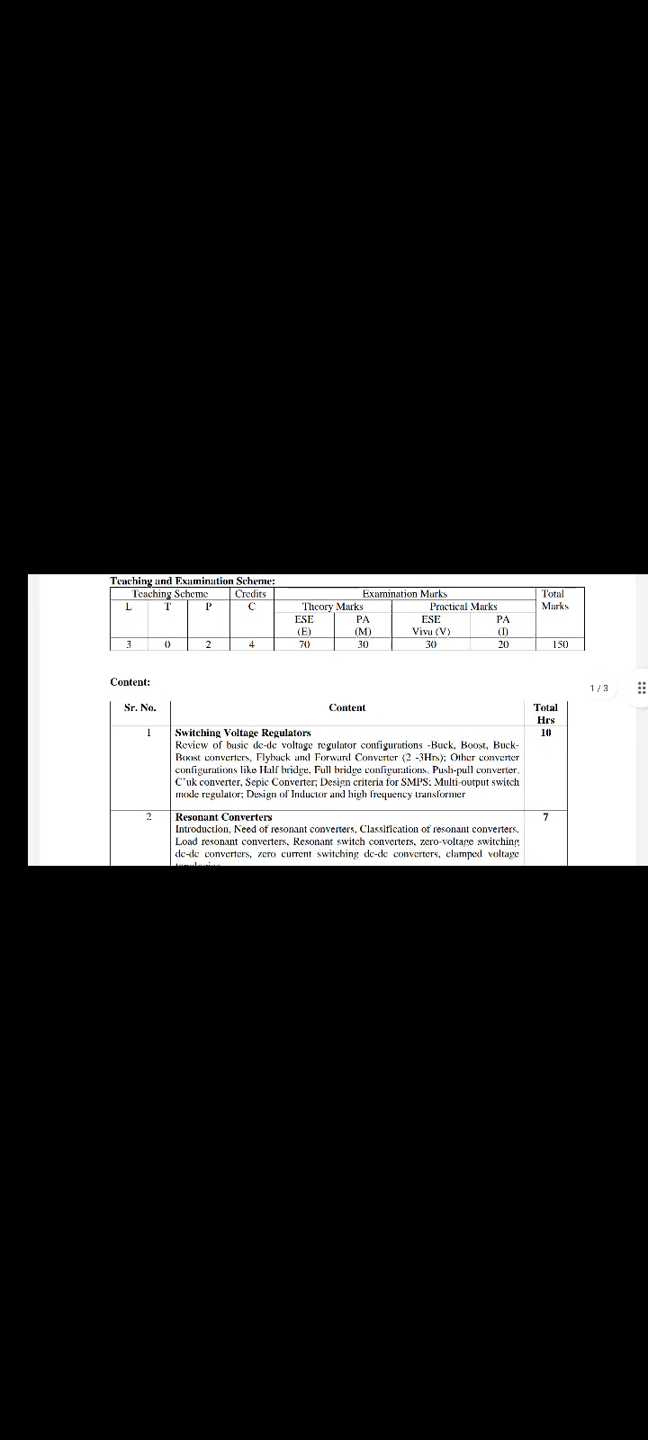 Teaching and Examination Scheme:
Teaching Scheme Credits Examination Marks Total Marks
L T P C Theory Marks Practical Marks
ESE (E) PA (M) ESE Viva (V) PA (I)
3 0 2 4 70 30 30 20 150
Content:
1 / 3
Sr. No. Content Total Hrs
1 Switching Voltage Regulators 10
Review of basic dc-dc voltage regulator configurations -Buck, Boost, Buck-
Boost converters, Flyback and Forward Converter (2 -3Hrs); Other converter
configurations like Half bridge, Full bridge configurations, Push-pull converter,
C'uk converter, Sepic Converter; Design criteria for SMPS; Multi-output switch
mode regulator; Design of Inductor and high frequency transformer
2 Resonant Converters 7
Introduction, Need of resonant converters, Classification of resonant converters,
Load resonant converters, Resonant switch converters, zero-voltage switching
dc-dc converters, zero current switching dc-dc converters, clamped voltage